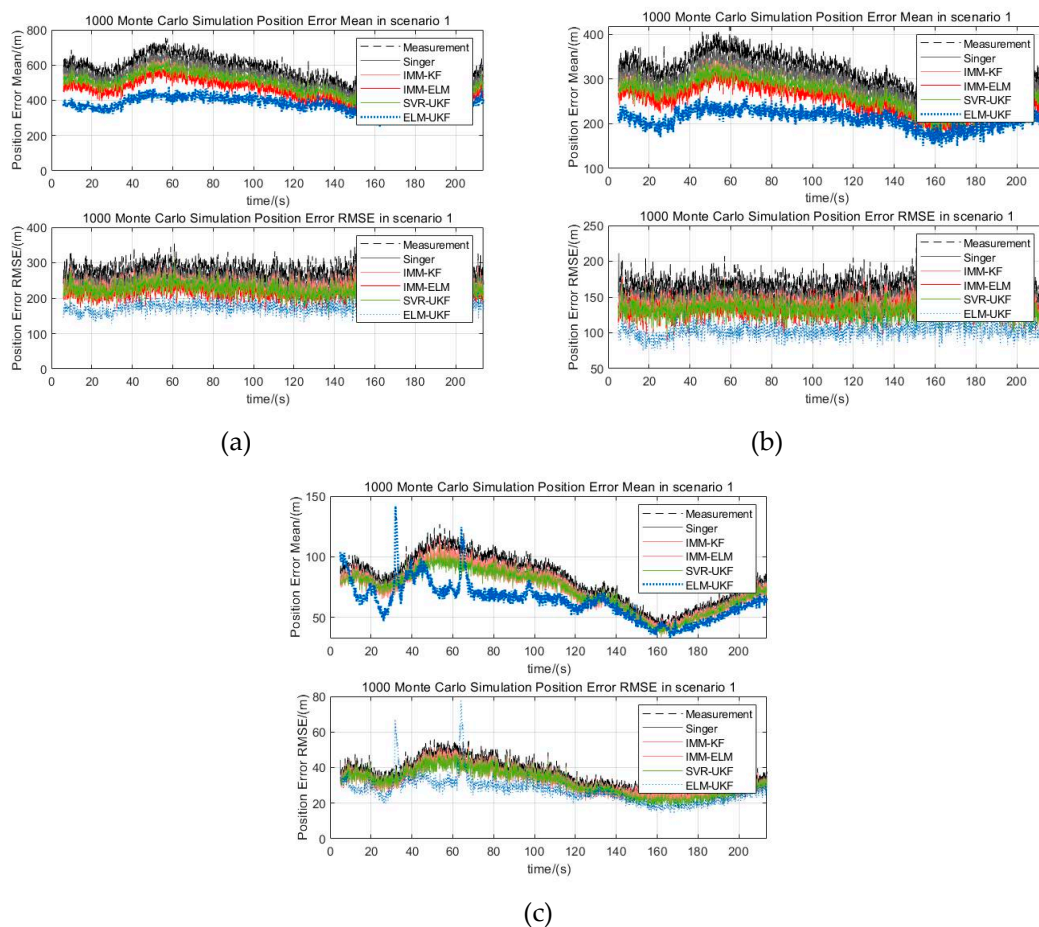 1000 Monte Carlo Simulation Position Error Mean in scenario 1
Position Error Mean/(m)
800
600
400
200
0
Measurement
Singer
IMM-KF
IMM-ELM
SVR-UKF
ELM-UKF
0 20 40 60 80 100 120 140 160 180 200
time/(s)
1000 Monte Carlo Simulation Position Error RMSE in scenario 1
Position Error RMSE/(m)
400
300
200
100
0
Measurement
Singer
IMM-KF
IMM-ELM
SVR-UKF
ELM-UKF
0 20 40 60 80 100 120 140 160 180 200
time/(s)
(a)
1000 Monte Carlo Simulation Position Error Mean in scenario 1
Position Error Mean/(m)
400
300
200
100
Measurement
Singer
IMM-KF
IMM-ELM
SVR-UKF
ELM-UKF
0 20 40 60 80 100 120 140 160 180 200
time/(s)
1000 Monte Carlo Simulation Position Error RMSE in scenario 1
Position Error RMSE/(m)
250
200
150
100
50
Measurement
Singer
IMM-KF
IMM-ELM
SVR-UKF
ELM-UKF
0 20 40 60 80 100 120 140 160 180 200
time/(s)
(b)
1000 Monte Carlo Simulation Position Error Mean in scenario 1
Position Error Mean/(m)
150
100
50
Measurement
Singer
IMM-KF
IMM-ELM
SVR-UKF
ELM-UKF
0 20 40 60 80 100 120 140 160 180 200
time/(s)
1000 Monte Carlo Simulation Position Error RMSE in scenario 1
Position Error RMSE/(m)
80
60
40
20
0
Measurement
Singer
IMM-KF
IMM-ELM
SVR-UKF
ELM-UKF
0 20 40 60 80 100 120 140 160 180 200
time/(s)
(c)